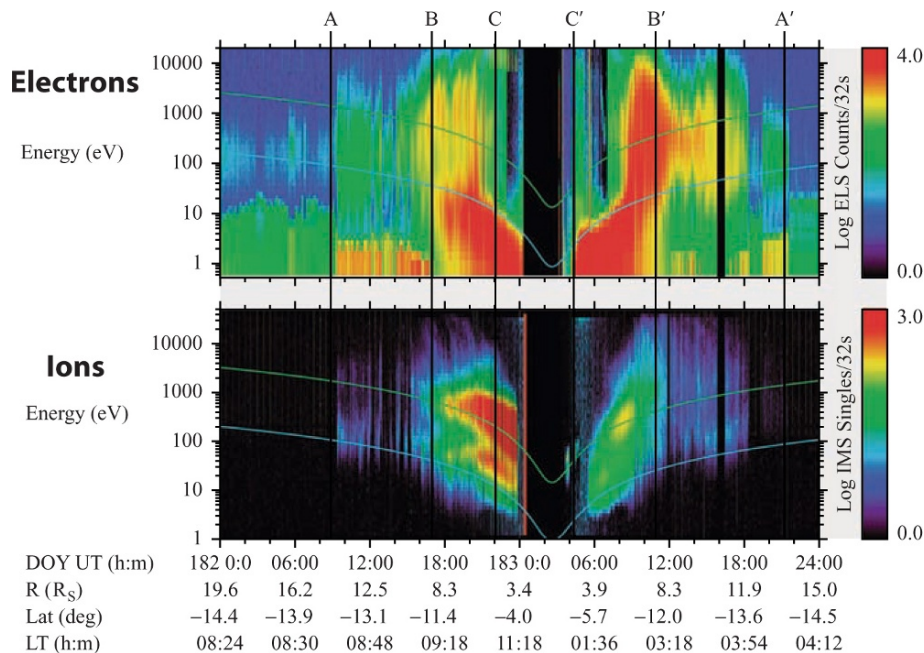 A B C C′ B′ A′
Electrons
Energy (eV)
10000
1000
100
10
1
Log ELS Counts/32s
4.0
0.0
Ions
Energy (eV)
10000
1000
100
10
1
Log IMS Singles/32s
3.0
0.0
DOY UT (h:m) 182 0:0 06:00 12:00 18:00 183 0:0 06:00 12:00 18:00 24:00
R (RS) 19.6 16.2 12.5 8.3 3.4 3.9 8.3 11.9 15.0
Lat (deg) −14.4 −13.9 −13.1 −11.4 −4.0 −5.7 −12.0 −13.6 −14.5
LT (h:m) 08:24 08:30 08:48 09:18 11:18 01:36 03:18 03:54 04:12